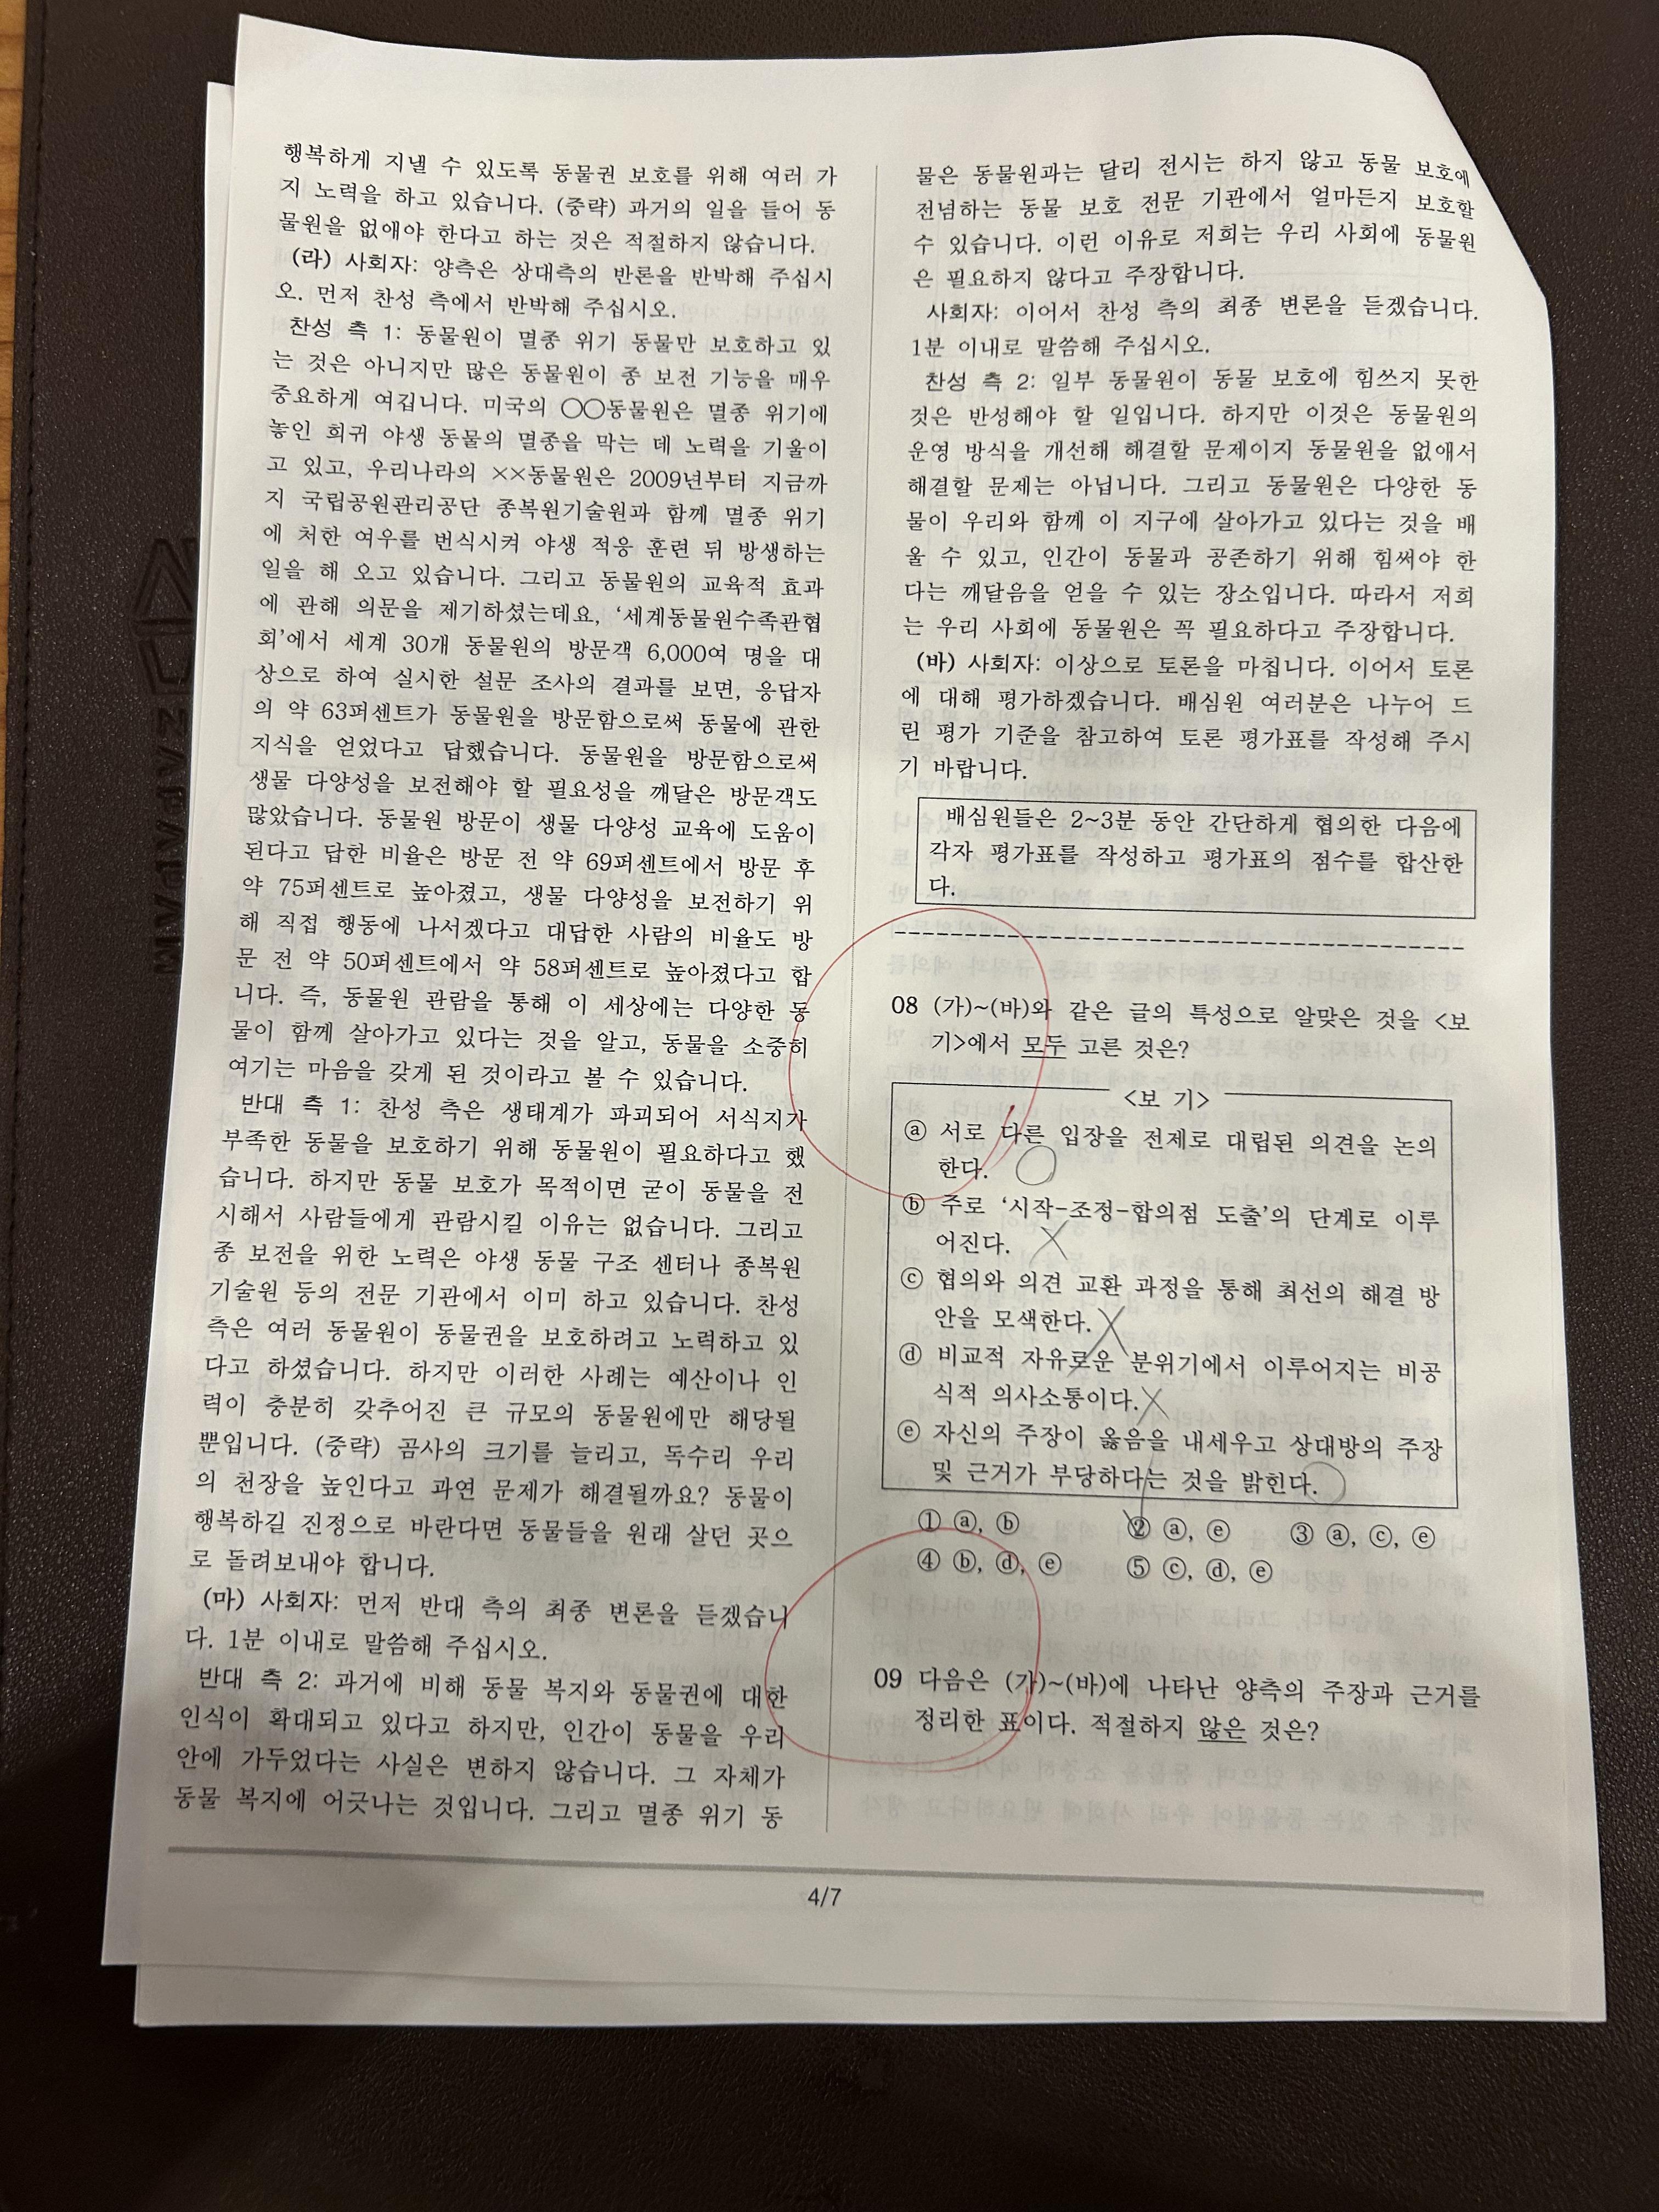 행복하게 지낼 수 있도록 동물권 보호를 위해 여러 가
지 노력을 하고 있습니다. (중략) 과거의 일을 들어 동
물원을 없애야 한다고 하는 것은 적절하지 않습니다.
(라) 사회자: 양측은 상대측의 반론을 반박해 주십시
오. 먼저 찬성 측에서 반박해 주십시오.
찬성 측 1: 동물원이 멸종 위기 동물만 보호하고 있
는 것은 아니지만 많은 동물원이 종 보전 기능을 매우
중요하게 여깁니다. 미국의 ○○동물원은 멸종 위기에
놓인 희귀 야생 동물의 멸종을 막는 데 노력을 기울이
고 있고, 우리나라의 ××동물원은 2009년부터 지금까
지 국립공원관리공단 종복원기술원과 함께 멸종 위기
에 처한 여우를 번식시켜 야생 적응 훈련 뒤 방생하는
일을 해 오고 있습니다. 그리고 동물원의 교육적 효과
에 관해 의문을 제기하셨는데요, ‘세계동물원수족관협
회’에서 세계 30개 동물원의 방문객 6,000여 명을 대
상으로 하여 실시한 설문 조사의 결과를 보면, 응답자
의 약 63퍼센트가 동물원을 방문함으로써 동물에 관한
지식을 얻었다고 답했습니다. 동물원을 방문함으로써
생물 다양성을 보전해야 할 필요성을 깨달은 방문객도
많았습니다. 동물원 방문이 생물 다양성 교육에 도움이
된다고 답한 비율은 방문 전 약 69퍼센트에서 방문 후
약 75퍼센트로 높아졌고, 생물 다양성을 보전하기 위
해 직접 행동에 나서겠다고 대답한 사람의 비율도 방
문 전 약 50퍼센트에서 약 58퍼센트로 높아졌다고 합
니다. 즉, 동물원 관람을 통해 이 세상에는 다양한 동
물이 함께 살아가고 있다는 것을 알고, 동물을 소중히
여기는 마음을 갖게 된 것이라고 볼 수 있습니다.
반대 측 1: 찬성 측은 생태계가 파괴되어 서식지가
부족한 동물을 보호하기 위해 동물원이 필요하다고 했
습니다. 하지만 동물 보호가 목적이면 굳이 동물을 전
시해서 사람들에게 관람시킬 이유는 없습니다. 그리고
종 보전을 위한 노력은 야생 동물 구조 센터나 종복원
기술원 등의 전문 기관에서 이미 하고 있습니다. 찬성
측은 여러 동물원이 동물권을 보호하려고 노력하고 있
다고 하셨습니다. 하지만 이러한 사례는 예산이나 인
력이 충분히 갖추어진 큰 규모의 동물원에만 해당될
뿐입니다. (중략) 곰사의 크기를 늘리고, 독수리 우리
의 천장을 높인다고 과연 문제가 해결될까요? 동물이
행복하길 진정으로 바란다면 동물들을 원래 살던 곳으
로 돌려보내야 합니다.
(마) 사회자: 먼저 반대 측의 최종 변론을 듣겠습니
다. 1분 이내로 말씀해 주십시오.
반대 측 2: 과거에 비해 동물 복지와 동물권에 대한
인식이 확대되고 있다고 하지만, 인간이 동물을 우리
안에 가두었다는 사실은 변하지 않습니다. 그 자체가
동물 복지에 어긋나는 것입니다. 그리고 멸종 위기 동
물은 동물원과는 달리 전시는 하지 않고 동물 보호에
전념하는 동물 보호 전문 기관에서 얼마든지 보호할
수 있습니다. 이런 이유로 저희는 우리 사회에 동물원
은 필요하지 않다고 주장합니다.
사회자: 이어서 찬성 측의 최종 변론을 듣겠습니다.
1분 이내로 말씀해 주십시오.
찬성 측 2: 일부 동물원이 동물 보호에 힘쓰지 못한
것은 반성해야 할 일입니다. 하지만 이것은 동물원의
운영 방식을 개선해 해결할 문제이지 동물원을 없애서
해결할 문제는 아닙니다. 그리고 동물원은 다양한 동
물이 우리와 함께 이 지구에 살아가고 있다는 것을 배
울 수 있고, 인간이 동물과 공존하기 위해 힘써야 한
다는 깨달음을 얻을 수 있는 장소입니다. 따라서 저희
는 우리 사회에 동물원은 꼭 필요하다고 주장합니다.
(바) 사회자: 이상으로 토론을 마칩니다. 이어서 토론
에 대해 평가하겠습니다. 배심원 여러분은 나누어 드
린 평가 기준을 참고하여 토론 평가표를 작성해 주시
기 바랍니다.
배심원들은 2~3분 동안 간단하게 협의한 다음에
각자 평가표를 작성하고 평가표의 점수를 합산한
다.
08 (가)~(바)와 같은 글의 특성으로 알맞은 것을 <보
기>에서 모두 고른 것은?
<보 기>
ⓐ 서로 다른 입장을 전제로 대립된 의견을 논의
한다.
ⓑ 주로 ‘시작-조정-합의점 도출’의 단계로 이루
어진다.
ⓒ 협의와 의견 교환 과정을 통해 최선의 해결 방
안을 모색한다.
ⓓ 비교적 자유로운 분위기에서 이루어지는 비공
식적 의사소통이다.
ⓔ 자신의 주장이 옳음을 내세우고 상대방의 주장
및 근거가 부당하다는 것을 밝힌다.
① ⓐ, ⓑ ② ⓐ, ⓔ ③ ⓐ, ⓒ, ⓔ
④ ⓑ, ⓓ, ⓔ ⑤ ⓒ, ⓓ, ⓔ
09 다음은 (가)~(바)에 나타난 양측의 주장과 근거를
정리한 표이다. 적절하지 않은 것은?
4/7